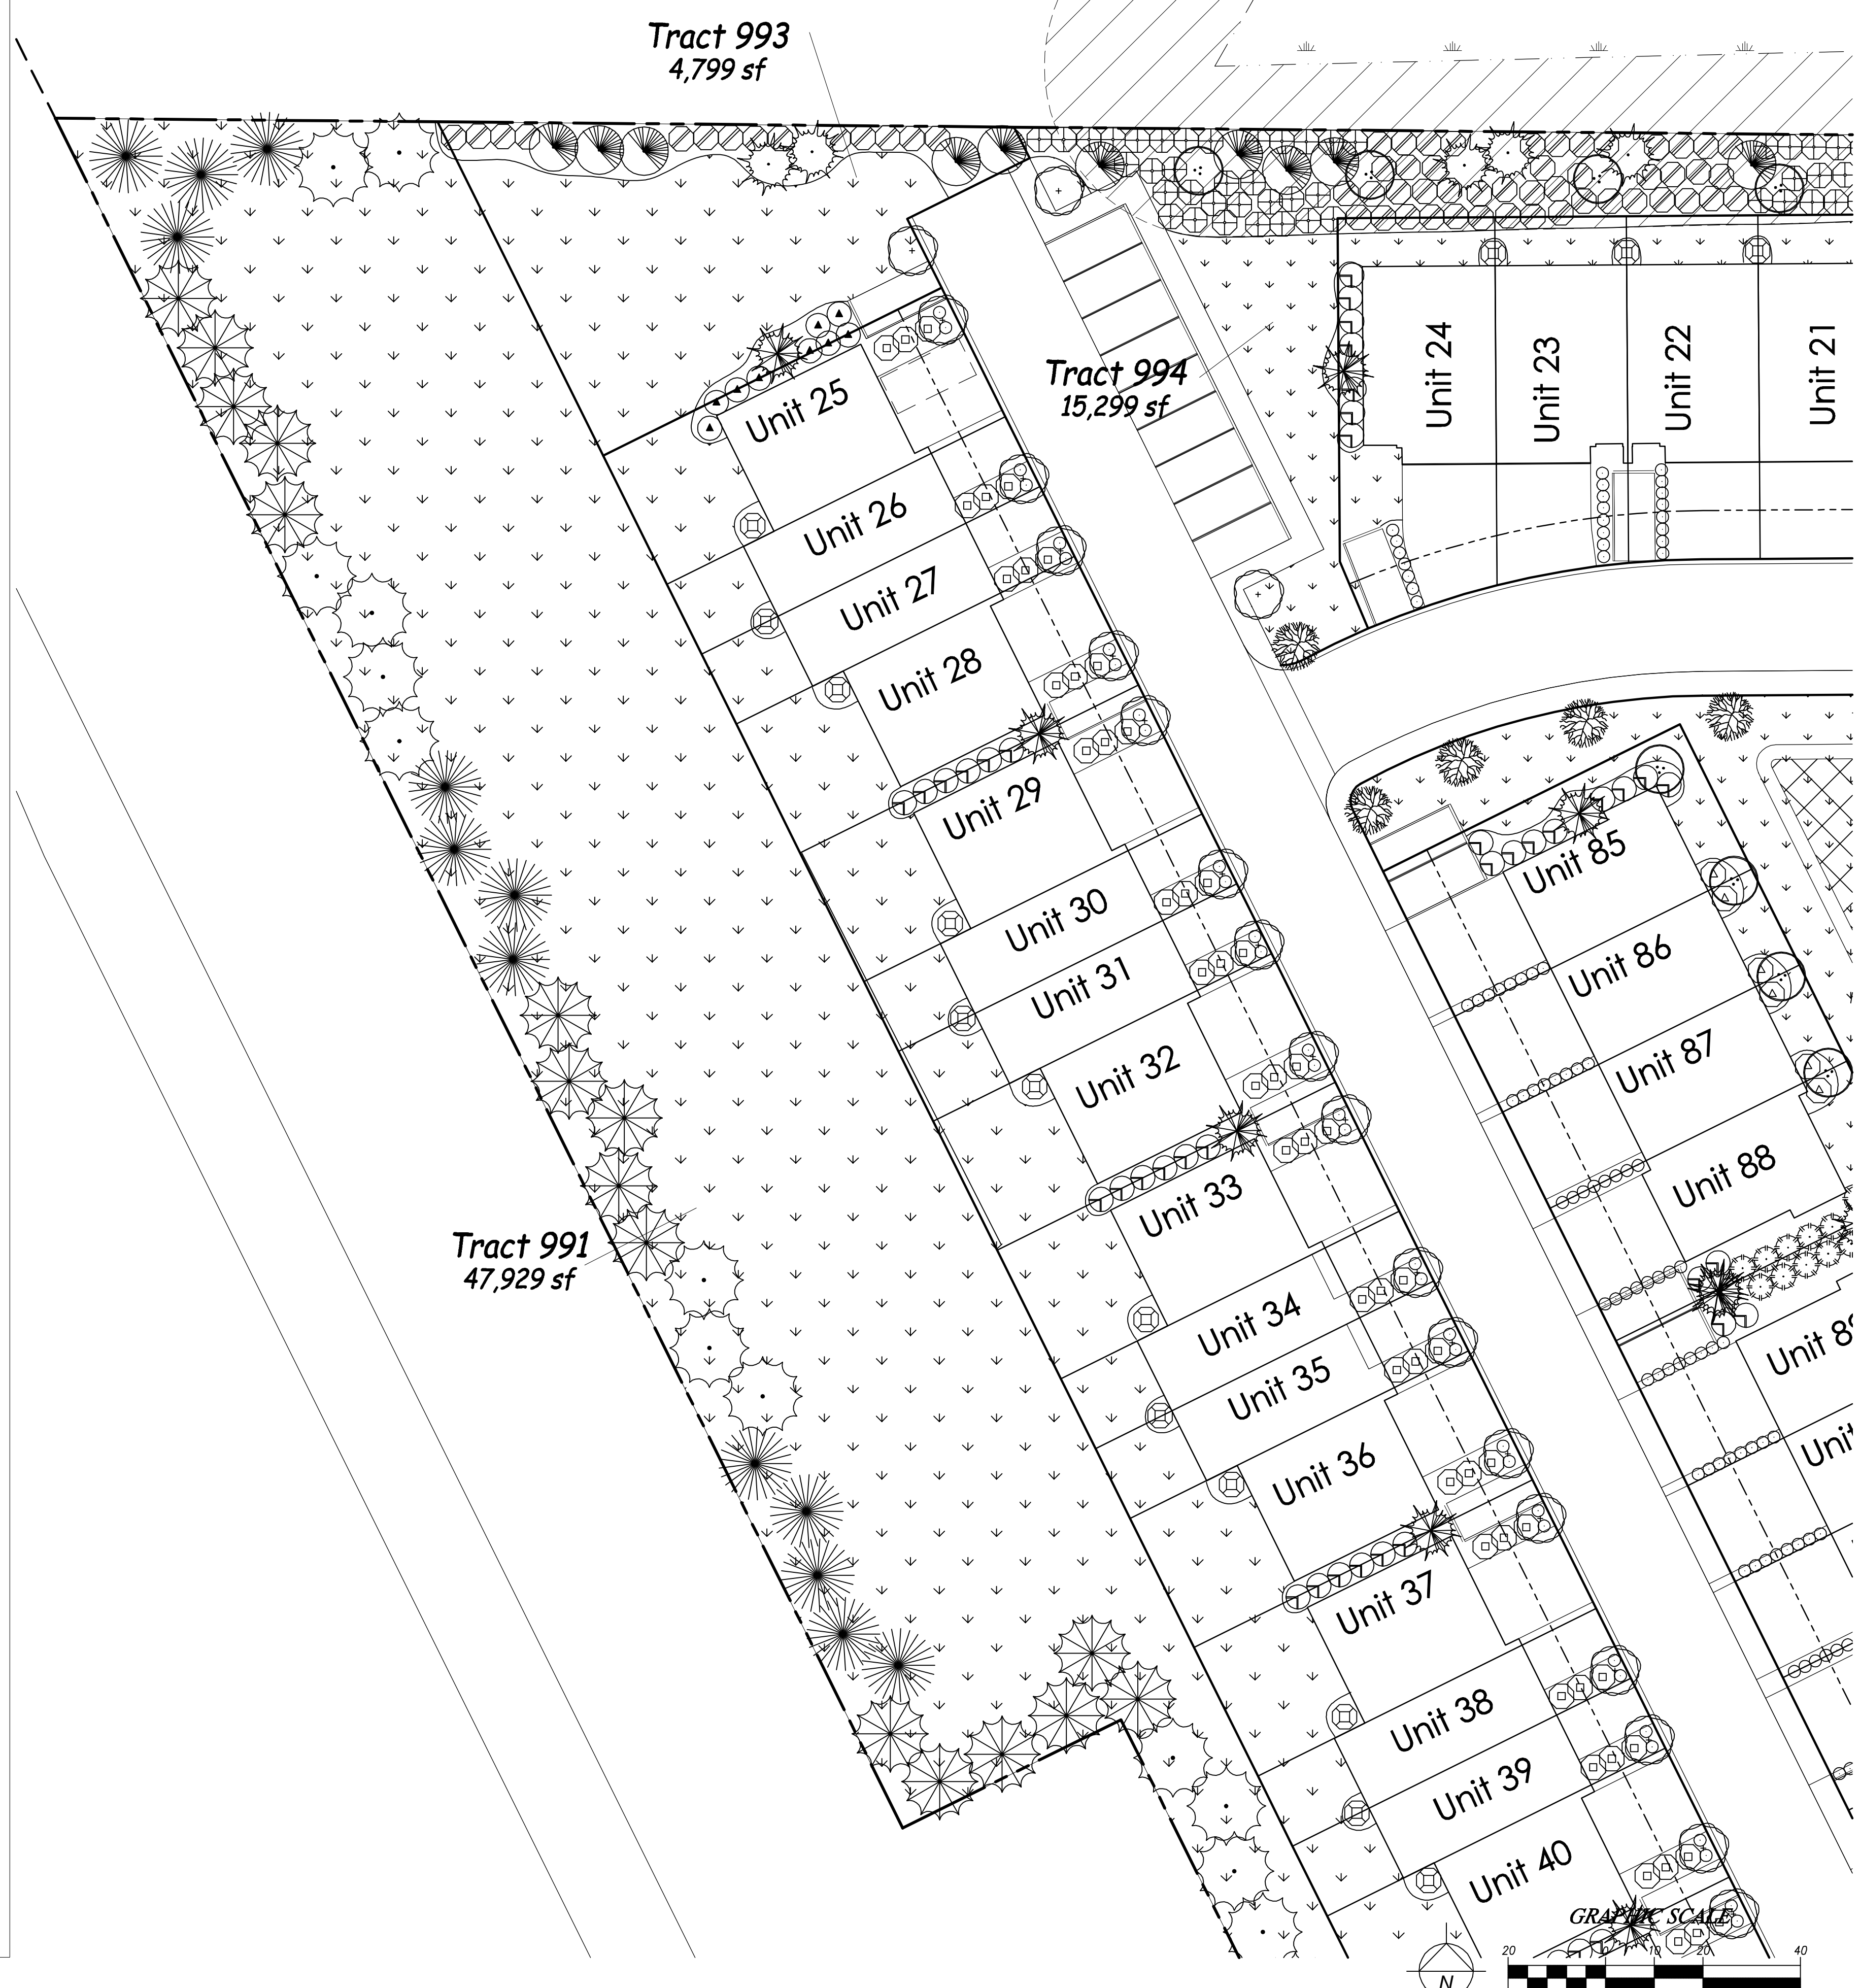 Tract 993
4,799 sf
Tract 994
15,299 sf
Unit 24
Unit 23
Unit 22
Unit 21
Unit 25
Unit 26
Unit 27
Unit 28
Unit 29
Unit 30
Unit 31
Unit 32
Unit 33
Unit 34
Unit 35
Unit 36
Unit 37
Unit 38
Unit 39
Unit 40
Unit 85
Unit 86
Unit 87
Unit 88
Unit
Unit
Tract 991
47,929 sf
GRAPHIC SCALE
20 0 10 20 40
N